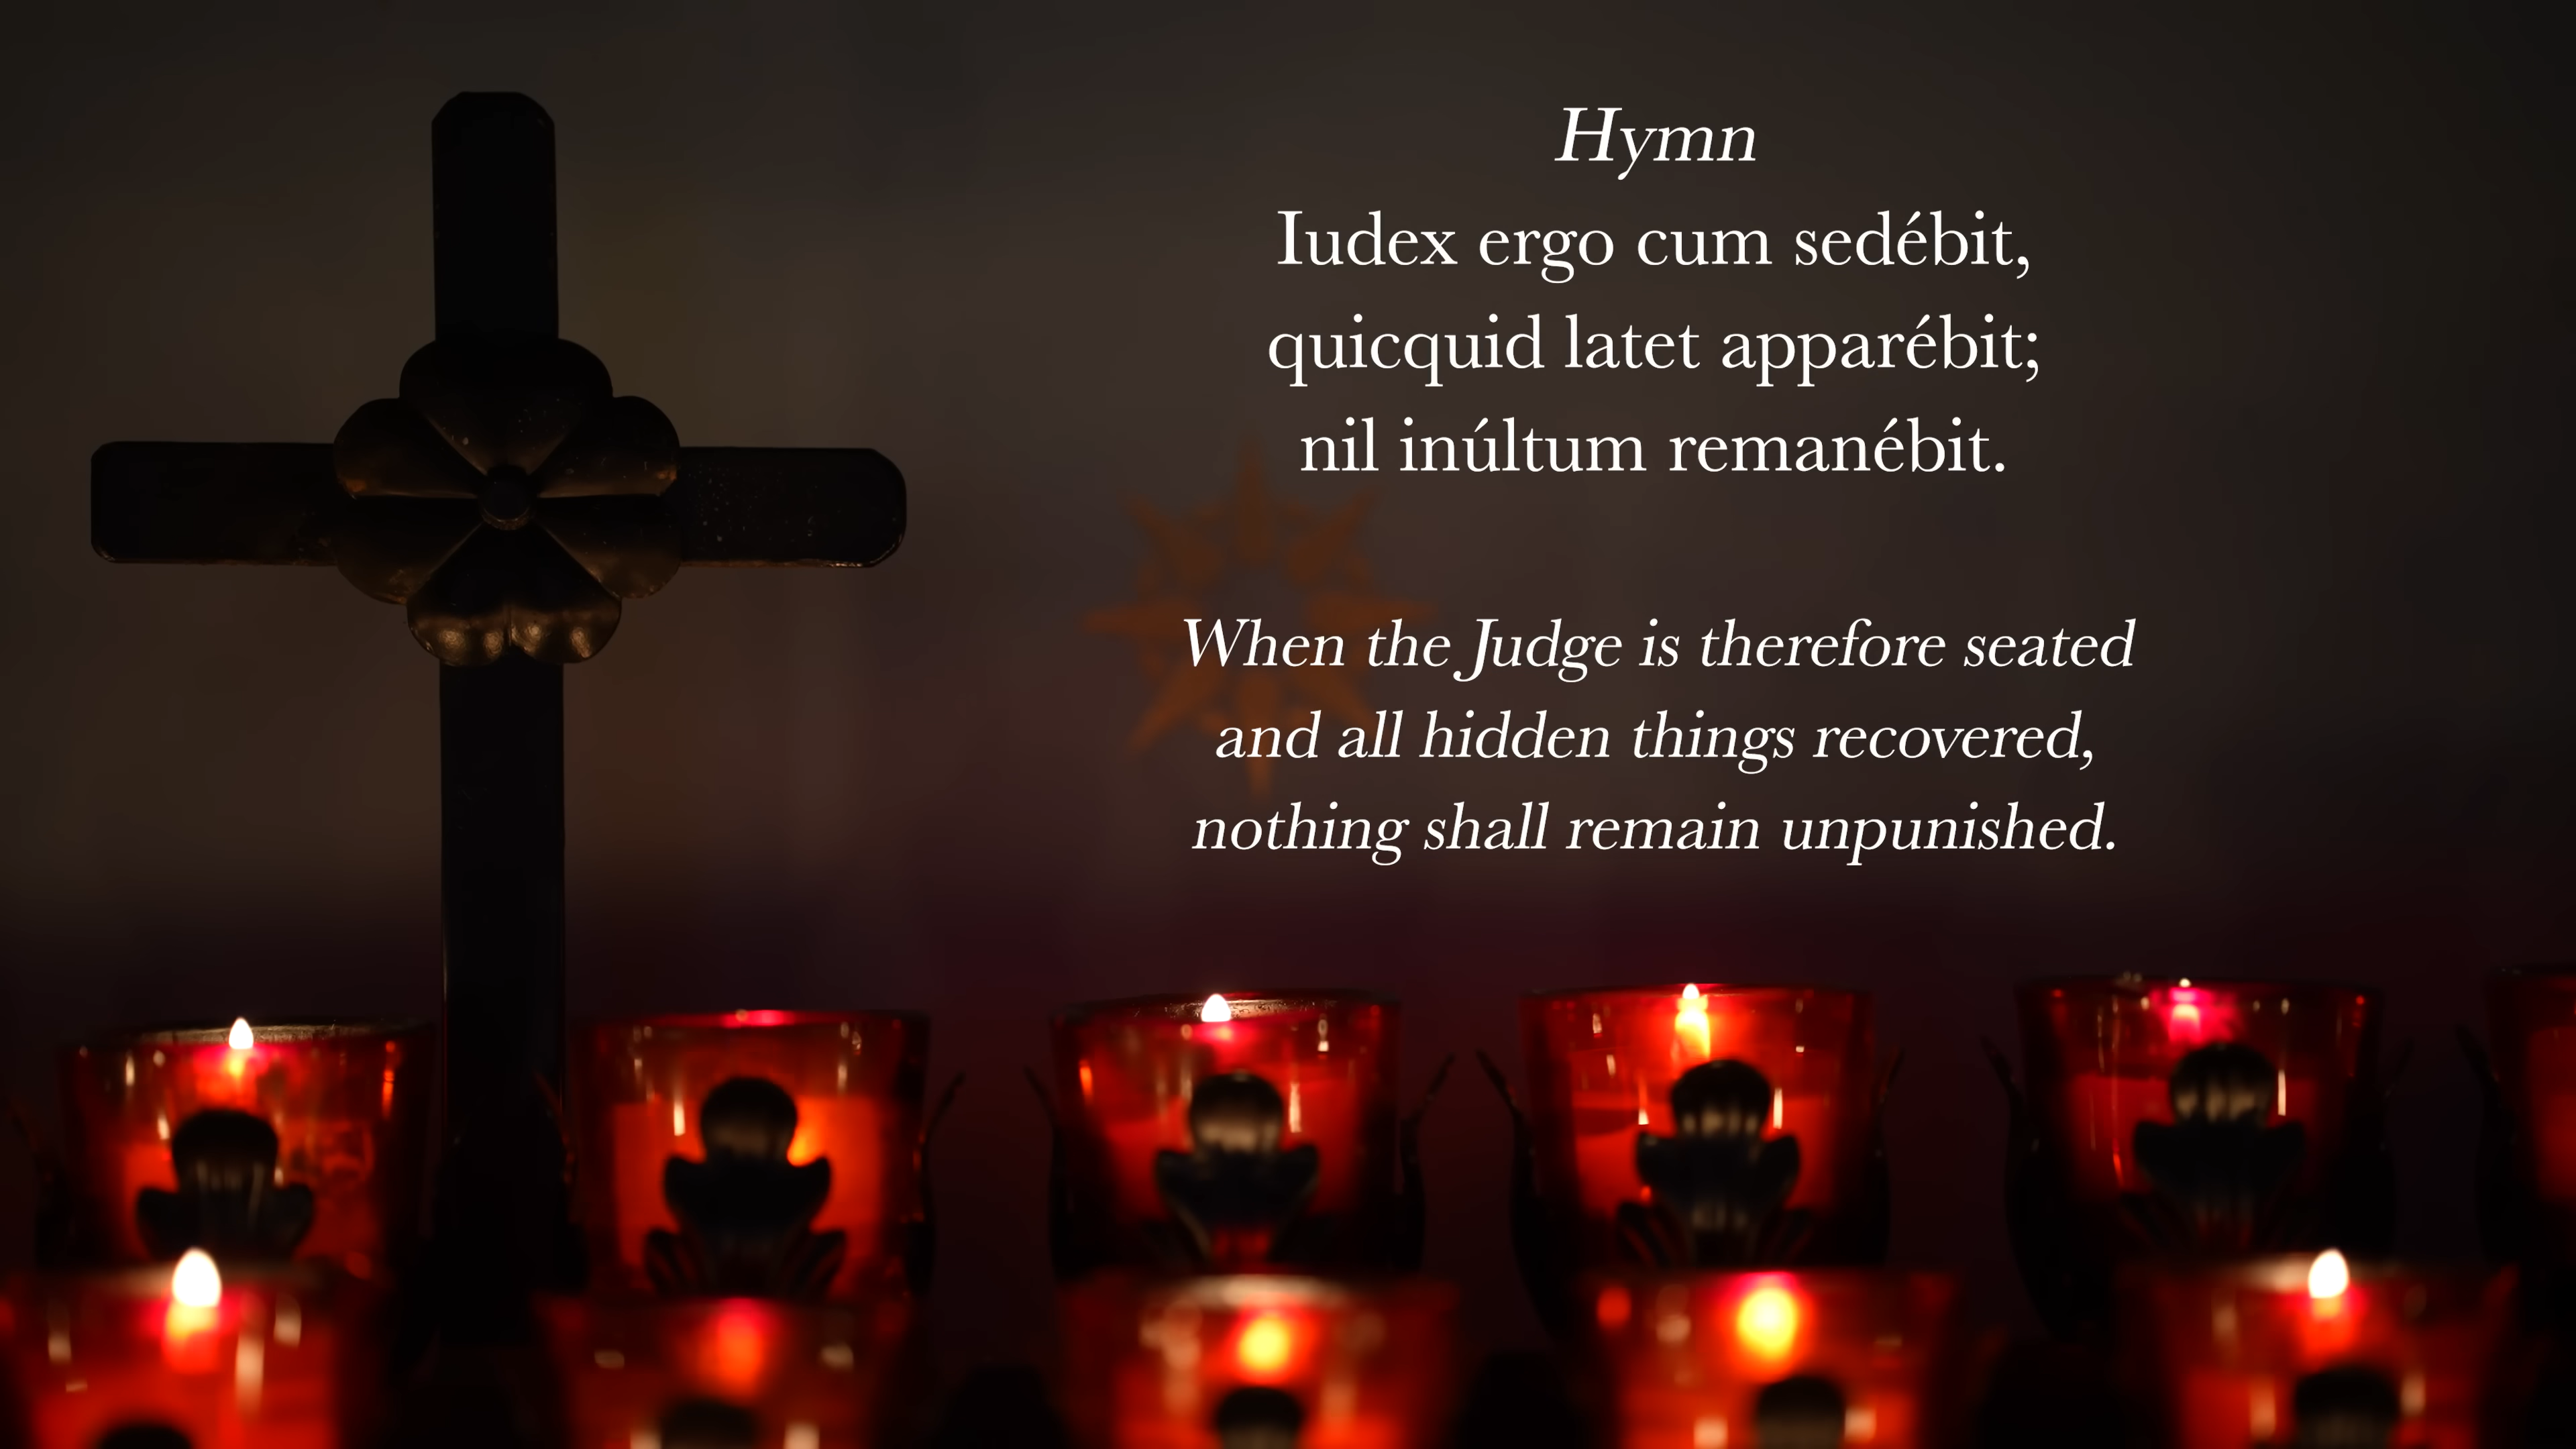 Hymn
Iudex ergo cum sedébit,
quicquid latet apparébit;
nil inúltum remanébit.
When the Judge is therefore seated
and all hidden things recovered,
nothing shall remain unpunished.